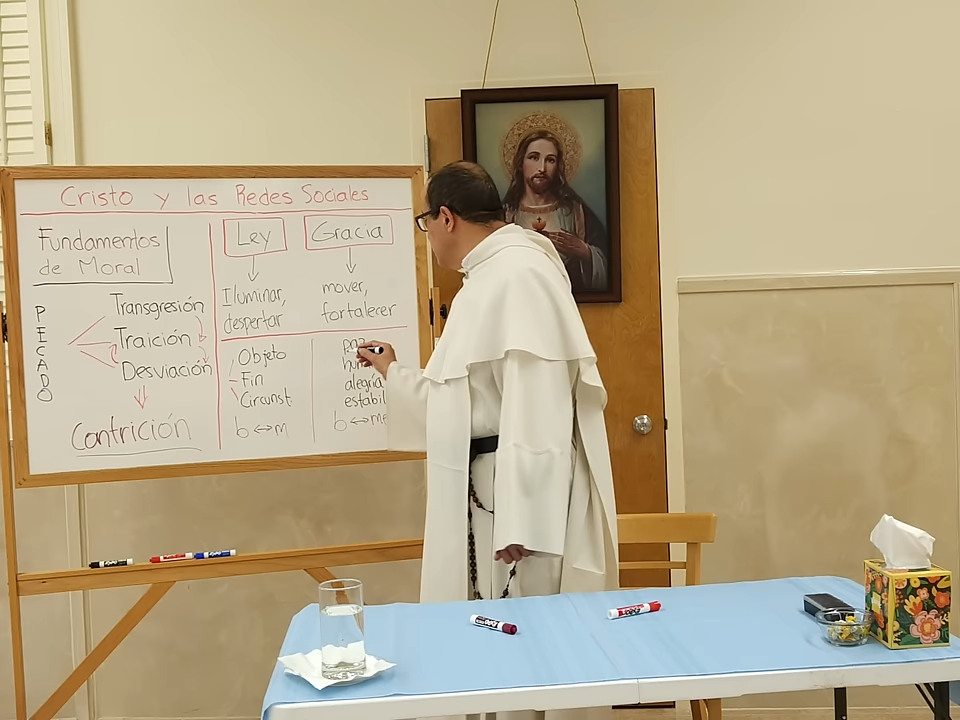 Cristo y las Redes Sociales
Fundamentos
de Moral
PECADO
Transgresión
Traición
Desviación
Contrición
Ley
Iluminar,
despertar
Objeto
Fin
Circunst.
b ↔ m
Gracia
mover,
fortalecer
alegría
b ↔